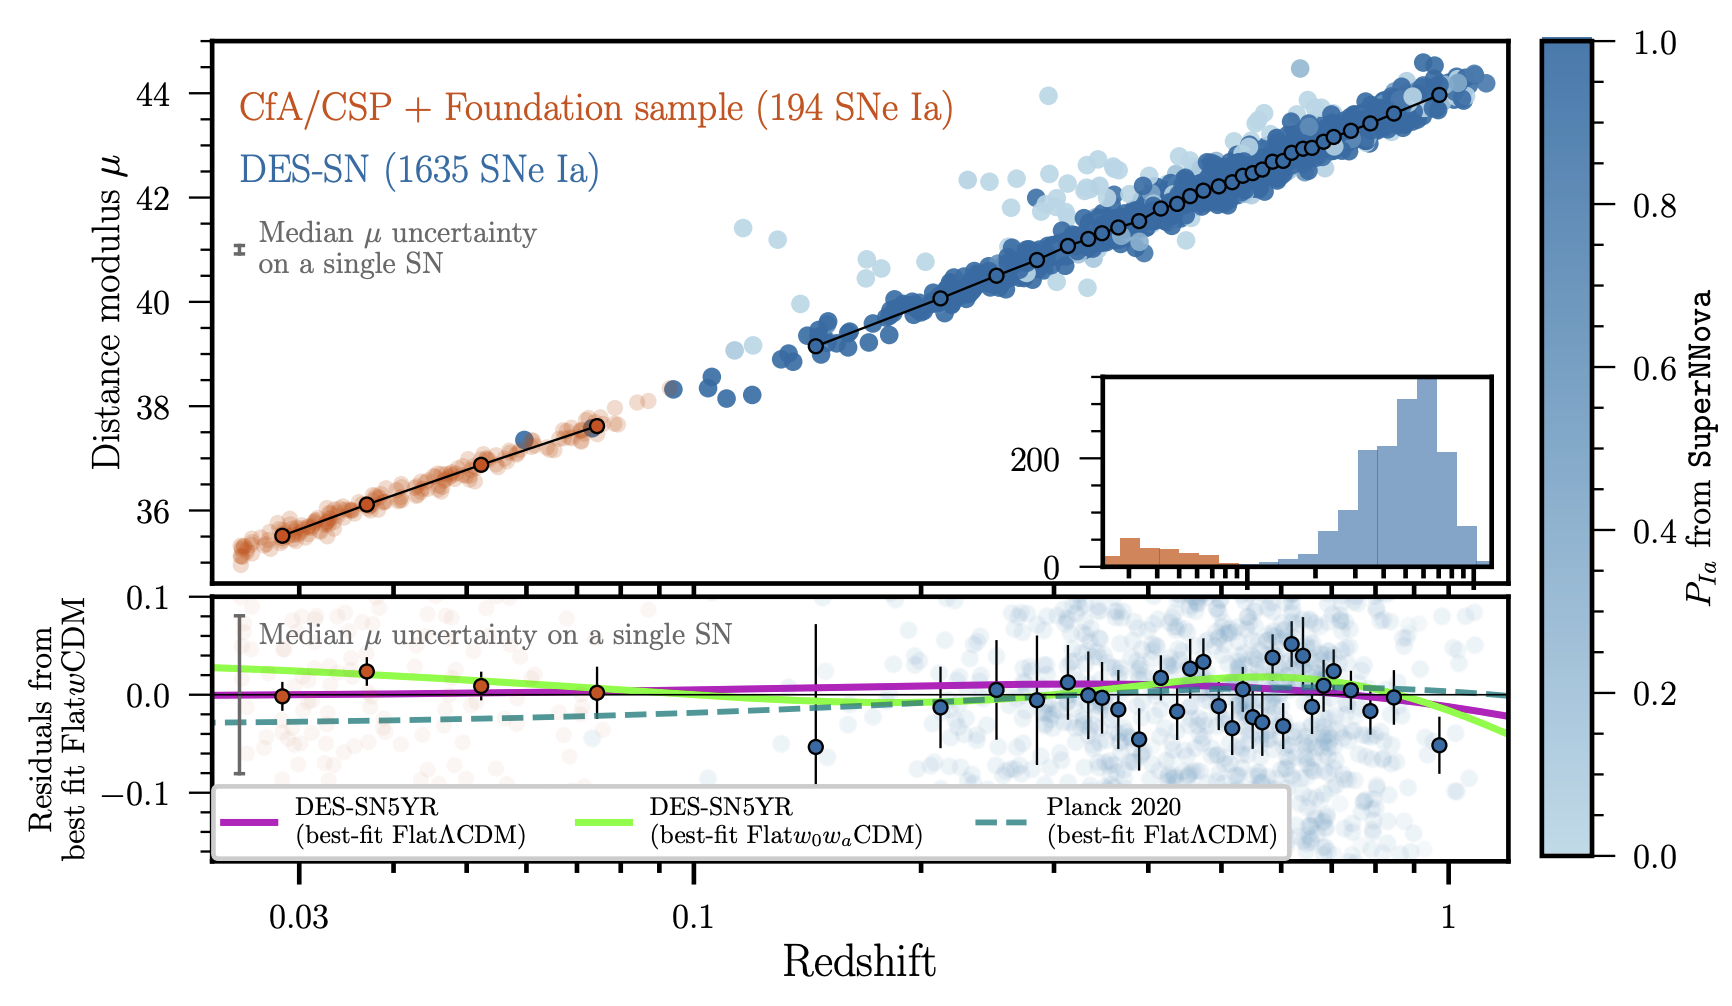 CfA/CSP + Foundation sample (194 SNe Ia)
DES-SN (1635 SNe Ia)
Median μ uncertainty
on a single SN
Distance modulus μ
44
42
40
38
36
200
0
1.0
0.8
0.6
0.4
0.2
0.0
P_{Ia} from SuperNNova
Residuals from
best fit FlatwCDM
0.1
0.0
−0.1
Median μ uncertainty on a single SN
DES-SN5YR
(best-fit FlatΛCDM)
DES-SN5YR
(best-fit Flatw₀wₐCDM)
Planck 2020
(best-fit FlatΛCDM)
0.03
0.1
1
Redshift